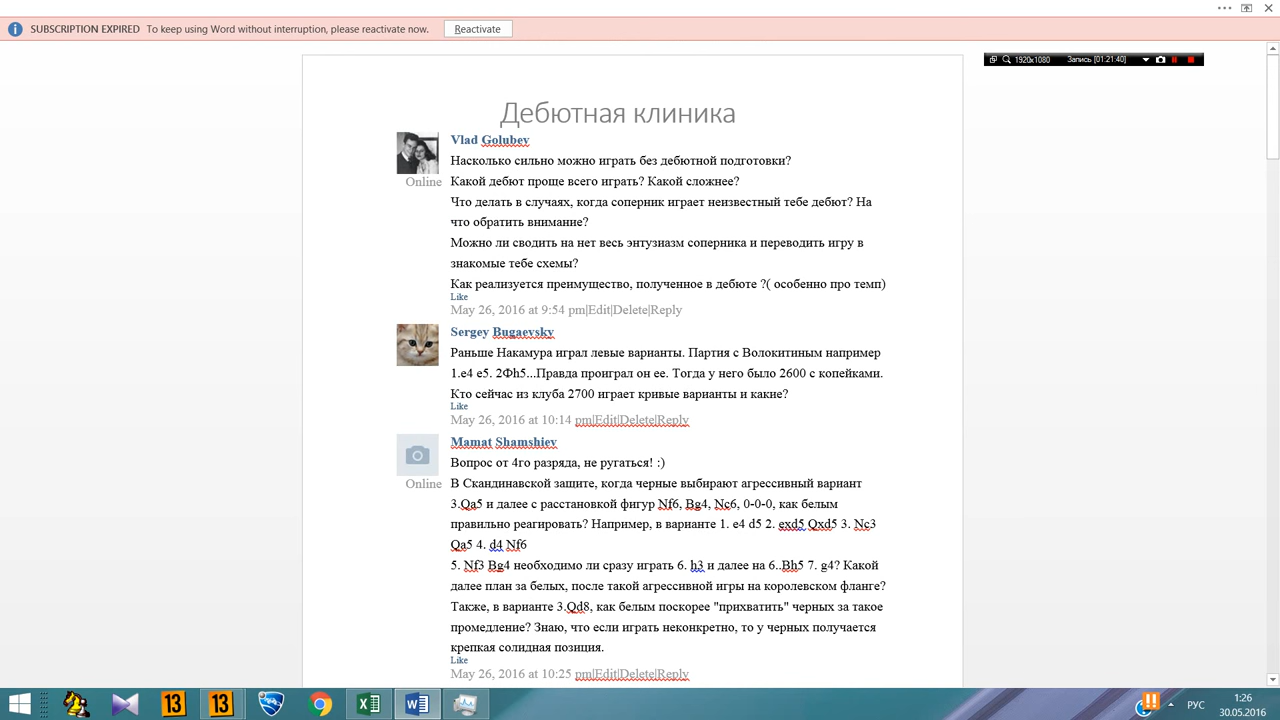 SUBSCRIPTION EXPIRED To keep using Word without interruption, please reactivate now. Reactivate
1920x1080 Запись [01:21:40]
Дебютная клиника
Vlad Golubev
Насколько сильно можно играть без дебютной подготовки?
Online Какой дебют проще всего играть? Какой сложнее?
Что делать в случаях, когда соперник играет неизвестный тебе дебют? На
что обратить внимание?
Можно ли сводить на нет весь энтузиазм соперника и переводить игру в
знакомые тебе схемы?
Как реализуется преимущество, полученное в дебюте ?( особенно про темп)
Like
May 26, 2016 at 9:54 pm|Edit|Delete|Reply
Sergey Bugaevsky
Раньше Накамура играл левые варианты. Партия с Волокитиным например
1.e4 e5. 2Фh5...Правда проиграл он ее. Тогда у него было 2600 с копейками.
Кто сейчас из клуба 2700 играет кривые варианты и какие?
Like
May 26, 2016 at 10:14 pm|Edit|Delete|Reply
Mamat Shamshiev
Вопрос от 4го разряда, не ругаться! :)
Online В Скандинавской защите, когда черные выбирают агрессивный вариант
3.Qa5 и далее с расстановкой фигур Nf6, Bg4, Nc6, 0-0-0, как белым
правильно реагировать? Например, в варианте 1. e4 d5 2. exd5 Qxd5 3. Nc3
Qa5 4. d4 Nf6
5. Nf3 Bg4 необходимо ли сразу играть 6. h3 и далее на 6..Bh5 7. g4? Какой
далее план за белых, после такой агрессивной игры на королевском фланге?
Также, в варианте 3.Qd8, как белым поскорее "прихватить" черных за такое
промедление? Знаю, что если играть неконкретно, то у черных получается
крепкая солидная позиция.
Like
May 26, 2016 at 10:25 pm|Edit|Delete|Reply
13 13 РУС 1:26
30.05.2016